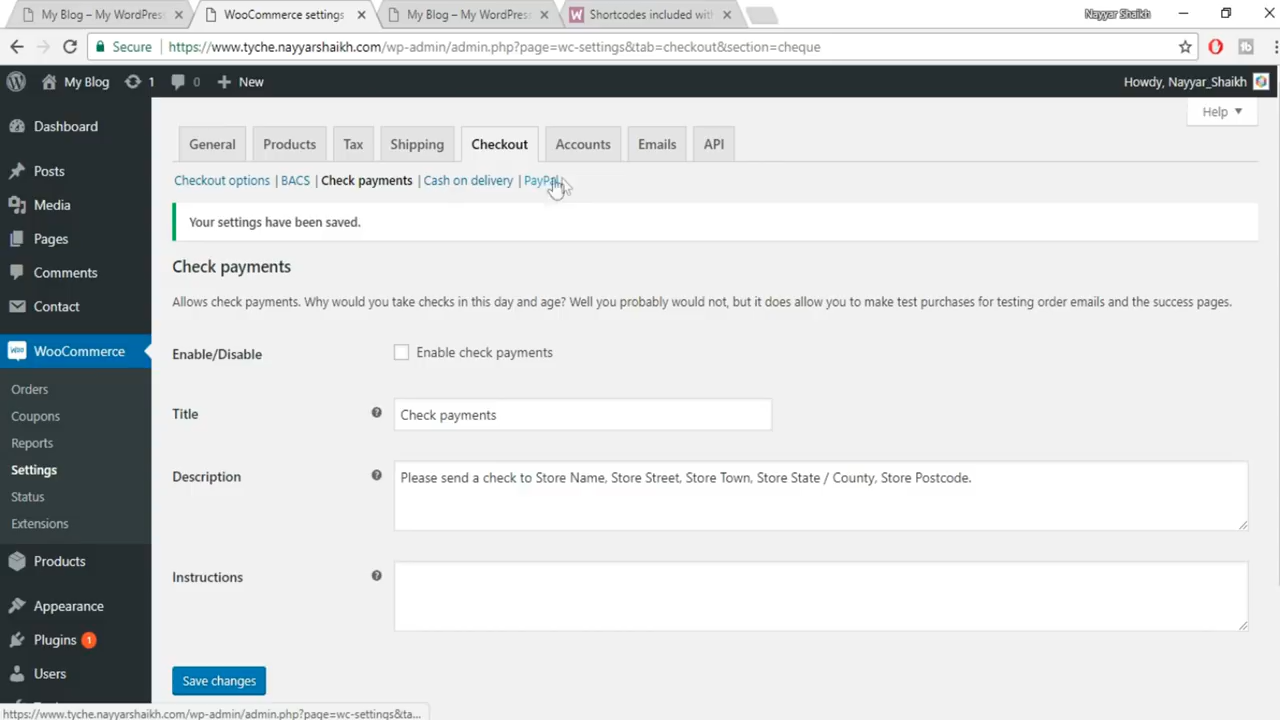 My Blog – My WordPres
WooCommerce settings
My Blog – My WordPres
Shortcodes included wit
Nayyar Shaikh
Secure
https://www.tyche.nayyarshaikh.com/wp-admin/admin.php?page=wc-settings&tab=checkout&section=cheque
My Blog
1
0
New
Howdy, Nayyar_Shaikh
Help
Dashboard
Posts
Media
Pages
Comments
Contact
WooCommerce
Orders
Coupons
Reports
Settings
Status
Extensions
Products
Appearance
Plugins 1
Users
General
Products
Tax
Shipping
Checkout
Accounts
Emails
API
Checkout options | BACS | Check payments | Cash on delivery | PayPal
Your settings have been saved.
Check payments
Allows check payments. Why would you take checks in this day and age? Well you probably would not, but it does allow you to make test purchases for testing order emails and the success pages.
Enable/Disable
Enable check payments
Title
Check payments
Description
Please send a check to Store Name, Store Street, Store Town, Store State / County, Store Postcode.
Instructions
Save changes
https://www.tyche.nayyarshaikh.com/wp-admin/admin.php?page=wc-settings&ta...